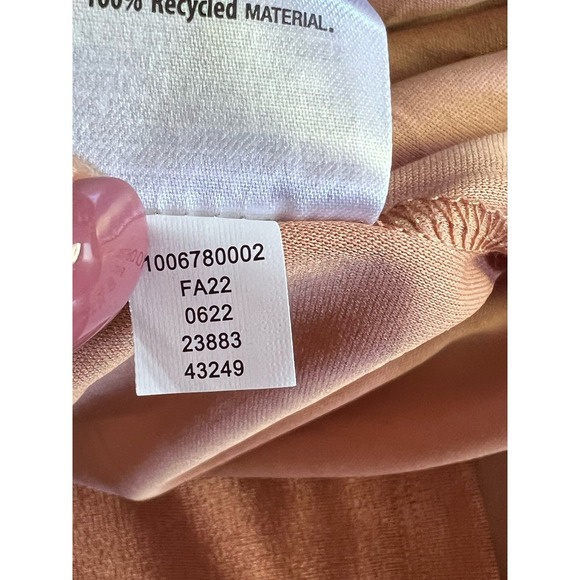 100% Recycled MATERIAL.
1006780002
FA22
0622
23883
43249